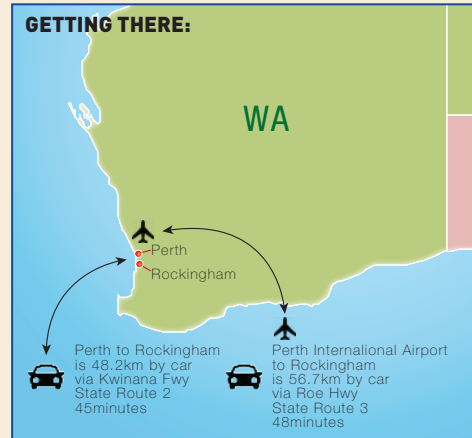 GETTING THERE:
WA
Perth
Rockingham
Perth to Rockingham
is 48.2km by car
via Kwinana Fwy
State Route 2
45minutes
Perth Internalional Airport
to Rockingham
is 56.7km by car
via Roe Hwy
State Route 3
48minutes